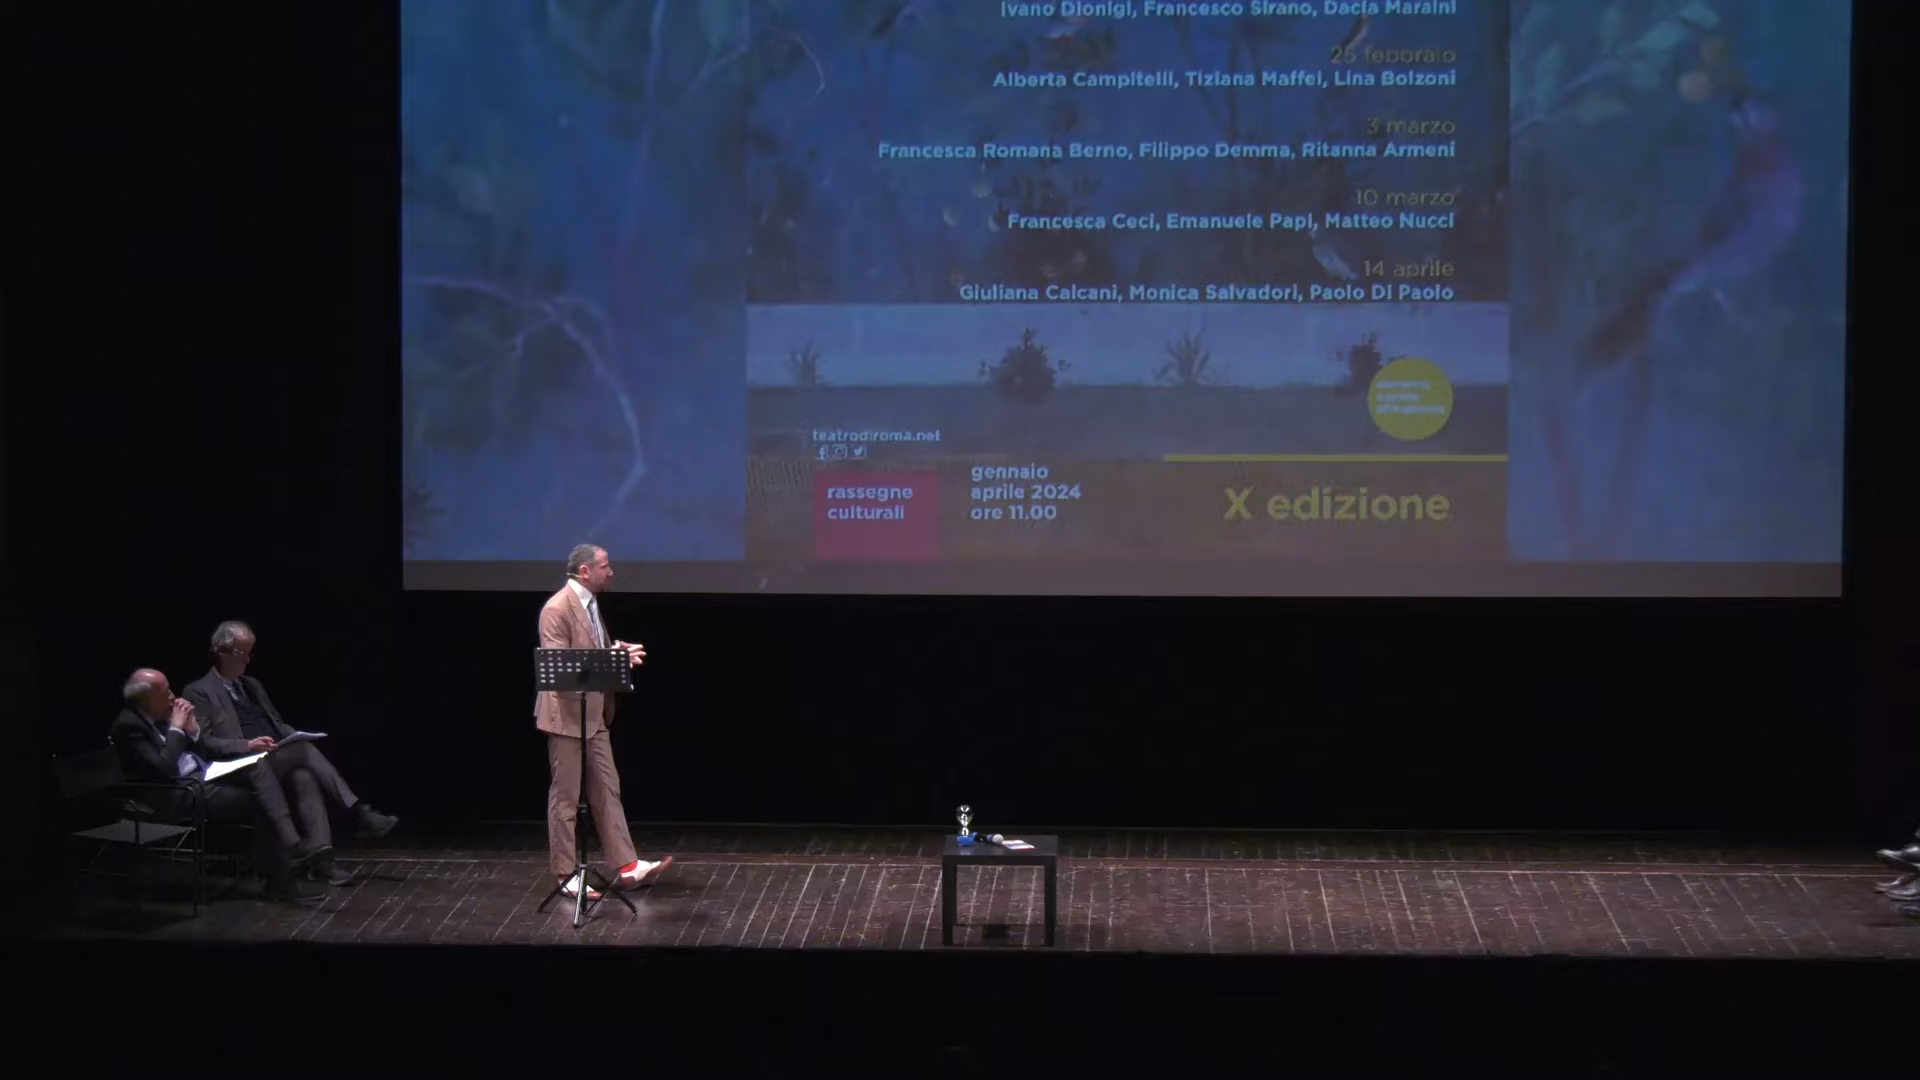 Ivano Dionigi, Francesco Sirano, Dacia Maraini
25 febbraio
Alberta Campitelli, Tiziana Maffei, Lina Bolzoni
3 marzo
Francesca Romana Berno, Filippo Demma, Ritanna Armeni
10 marzo
Francesca Ceci, Emanuele Papi, Matteo Nucci
14 aprile
Giuliana Calcani, Monica Salvadori, Paolo Di Paolo
teatrodiroma.net
rassegne
culturali
gennaio
aprile 2024
ore 11,00
X edizione